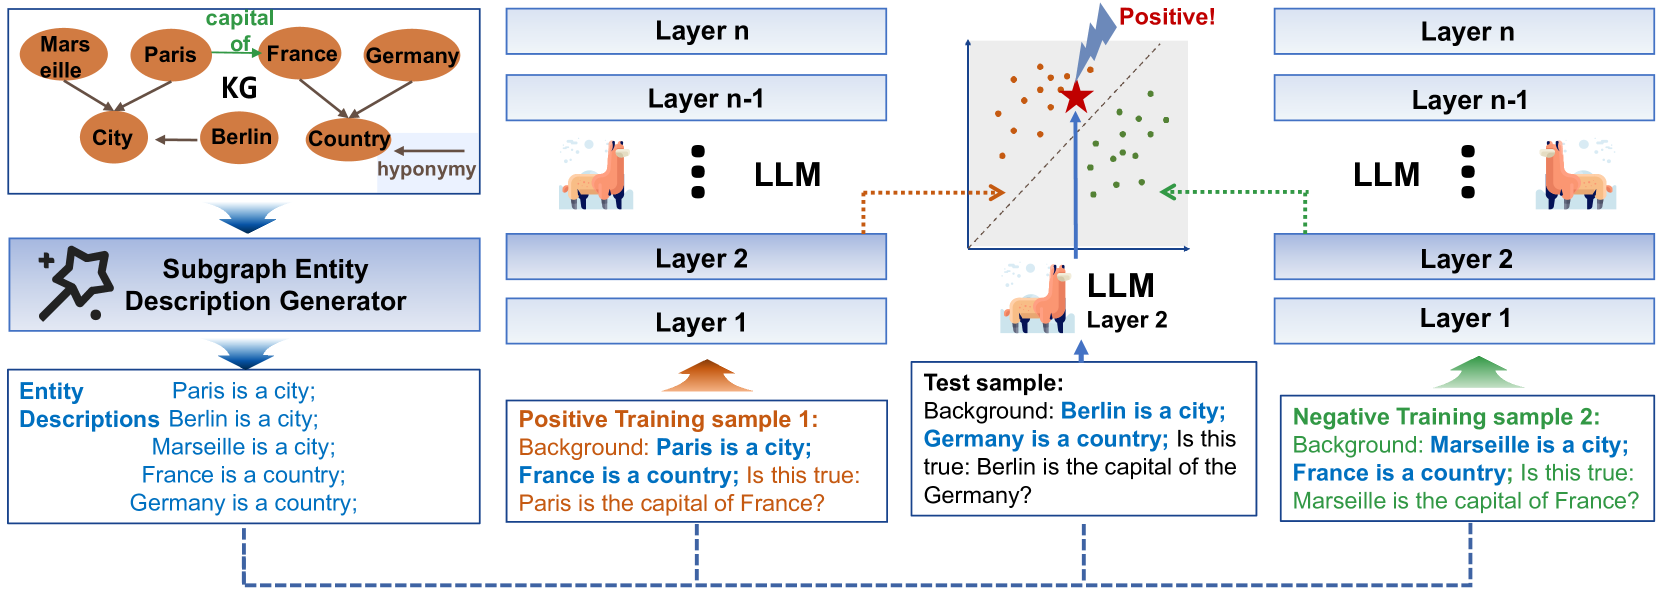 capital
of
Mars
eille
Paris
France
Germany
KG
City
Berlin
Country
hyponymy
Subgraph Entity
Description Generator
Entity
Descriptions
Paris is a city;
Berlin is a city;
Marseille is a city;
France is a country;
Germany is a country;
Layer n
Layer n-1
LLM
Layer 2
Layer 1
Positive Training sample 1:
Background: Paris is a city;
France is a country; Is this true:
Paris is the capital of France?
Positive!
LLM
Layer 2
Test sample:
Background: Berlin is a city;
Germany is a country; Is this
true: Berlin is the capital of the
Germany?
Layer n
Layer n-1
LLM
Layer 2
Layer 1
Negative Training sample 2:
Background: Marseille is a city;
France is a country; Is this true:
Marseille is the capital of France?